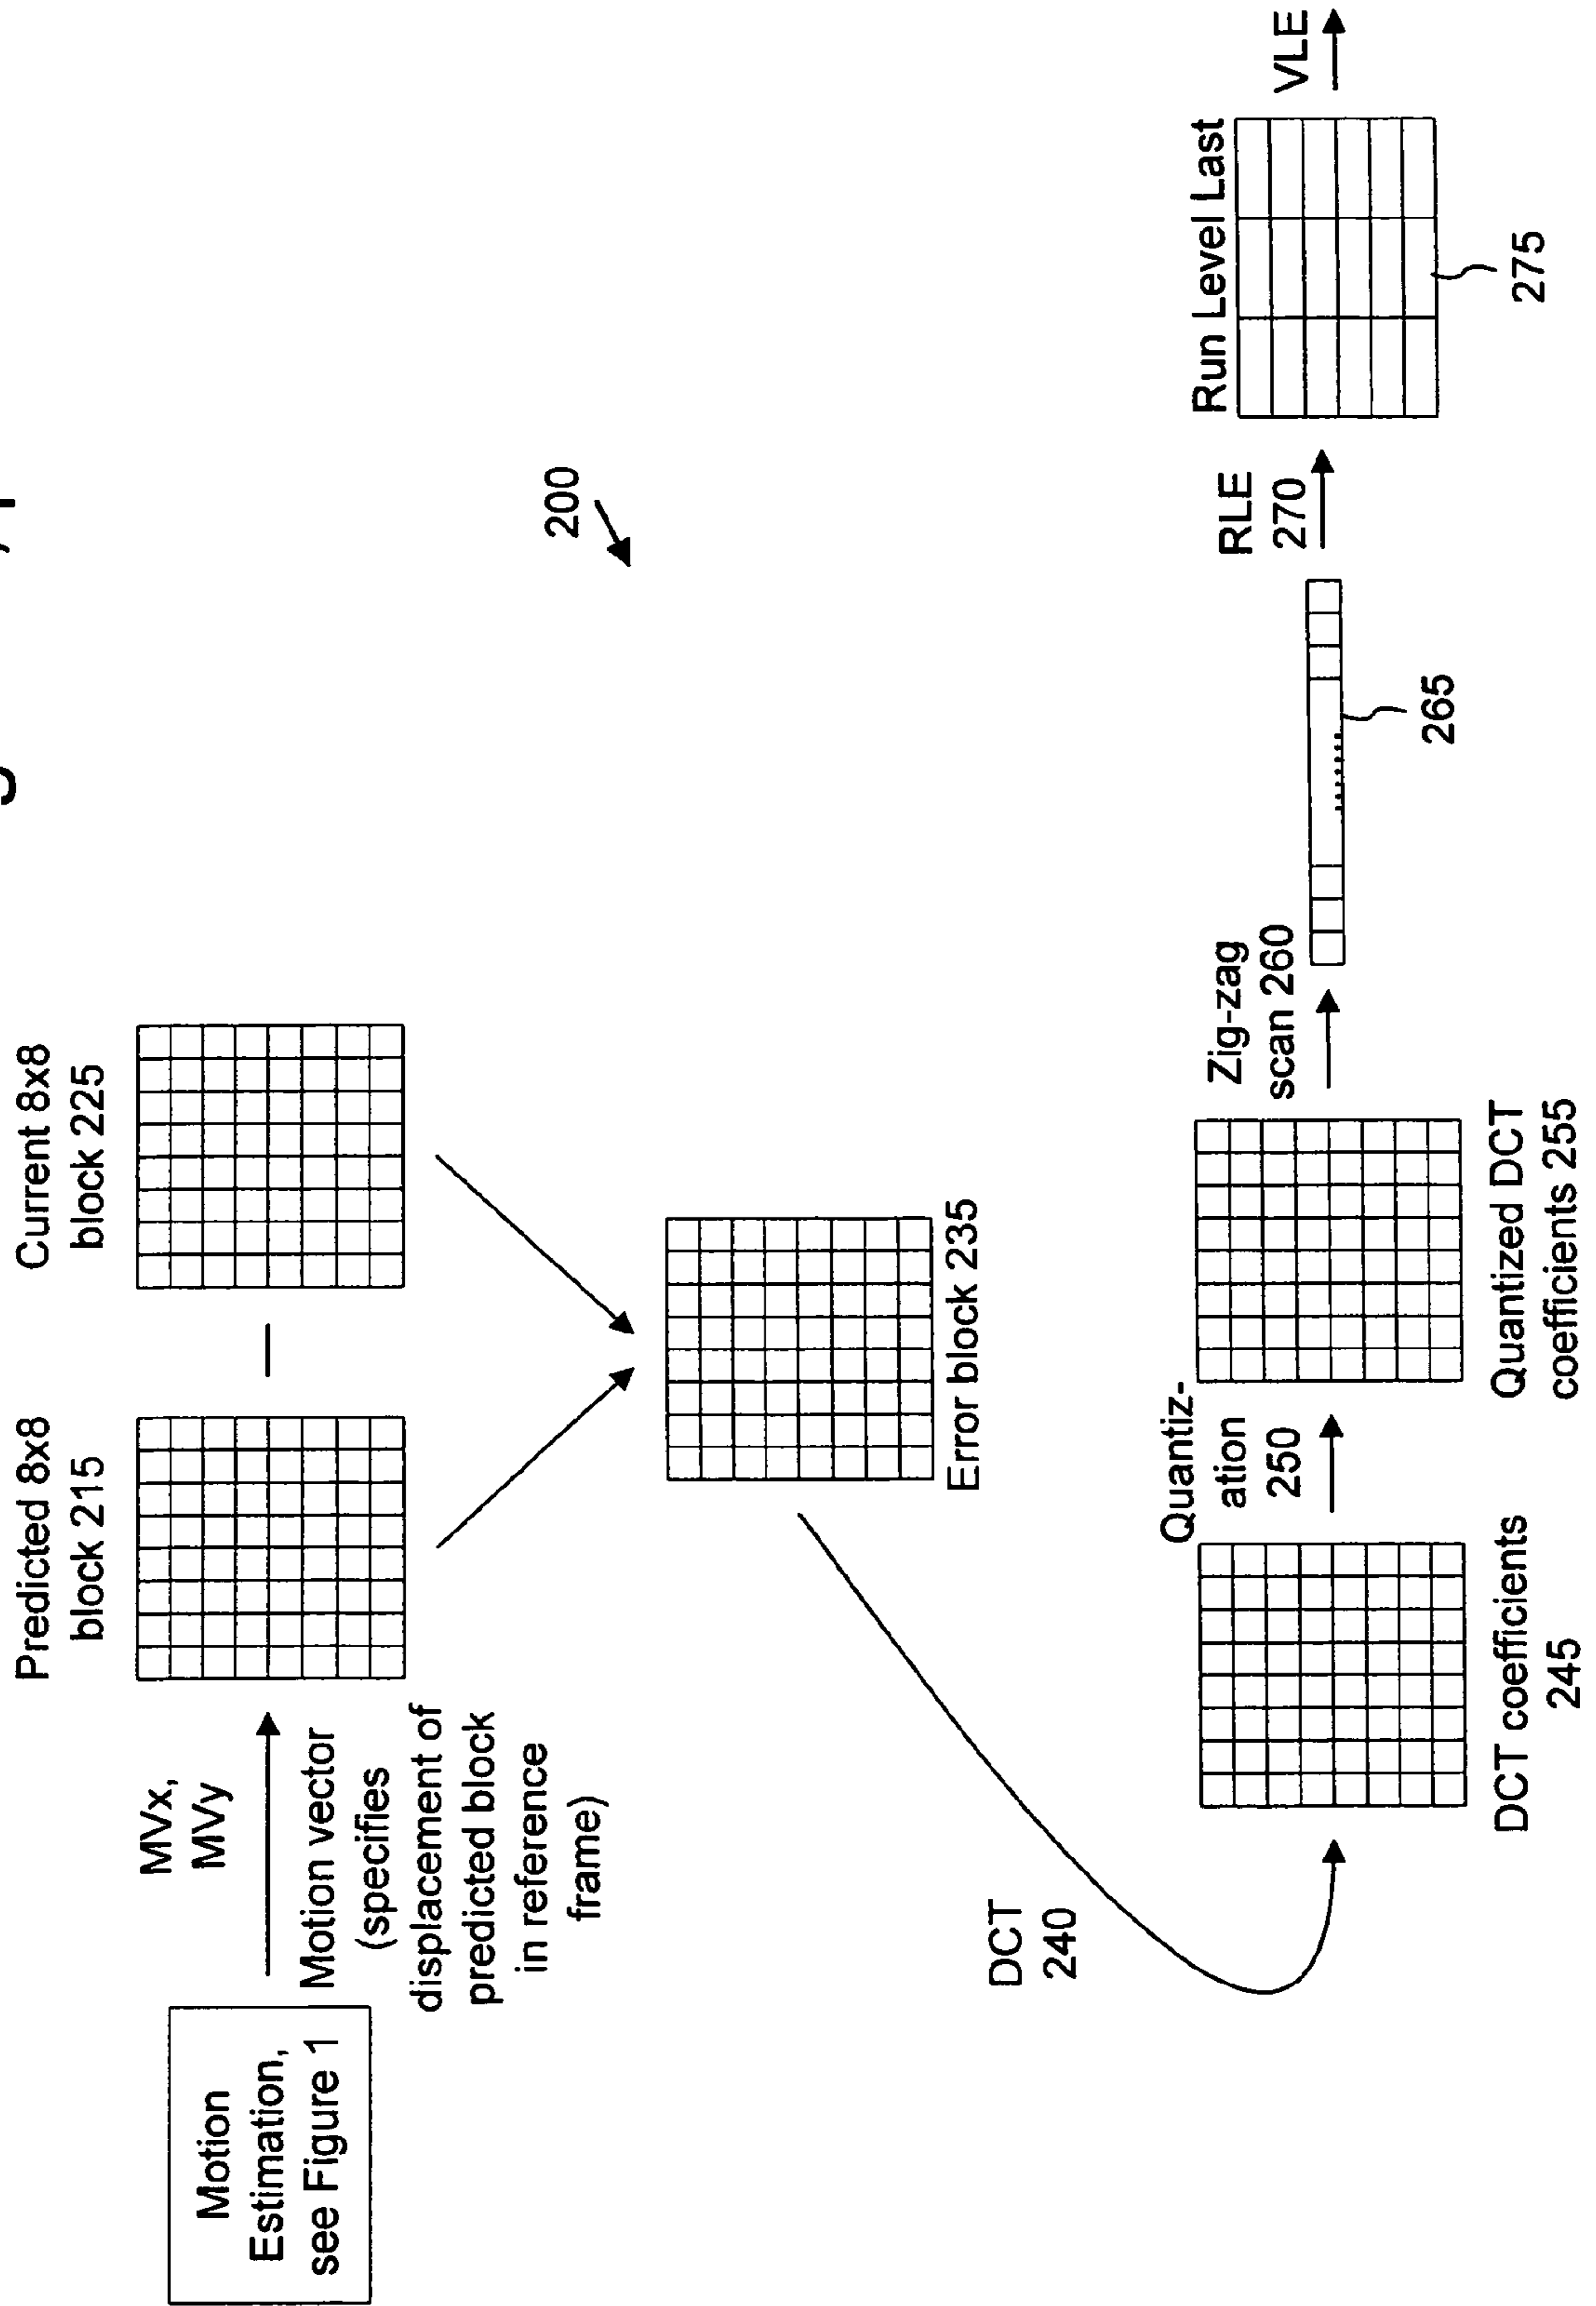 Predicted 8x8
block 215
Current 8x8
block 225
MVx,
MVy
Motion
Estimation,
see Figure 1
Motion vector
(specifies
displacement of
predicted block
in reference
frame)
200
Error block 235
DCT
240
Quantiz-
ation
250
Zig-zag
scan 260
RLE
270
Run Level Last
VLE
265
275
DCT coefficients
245
Quantized DCT
coefficients 255